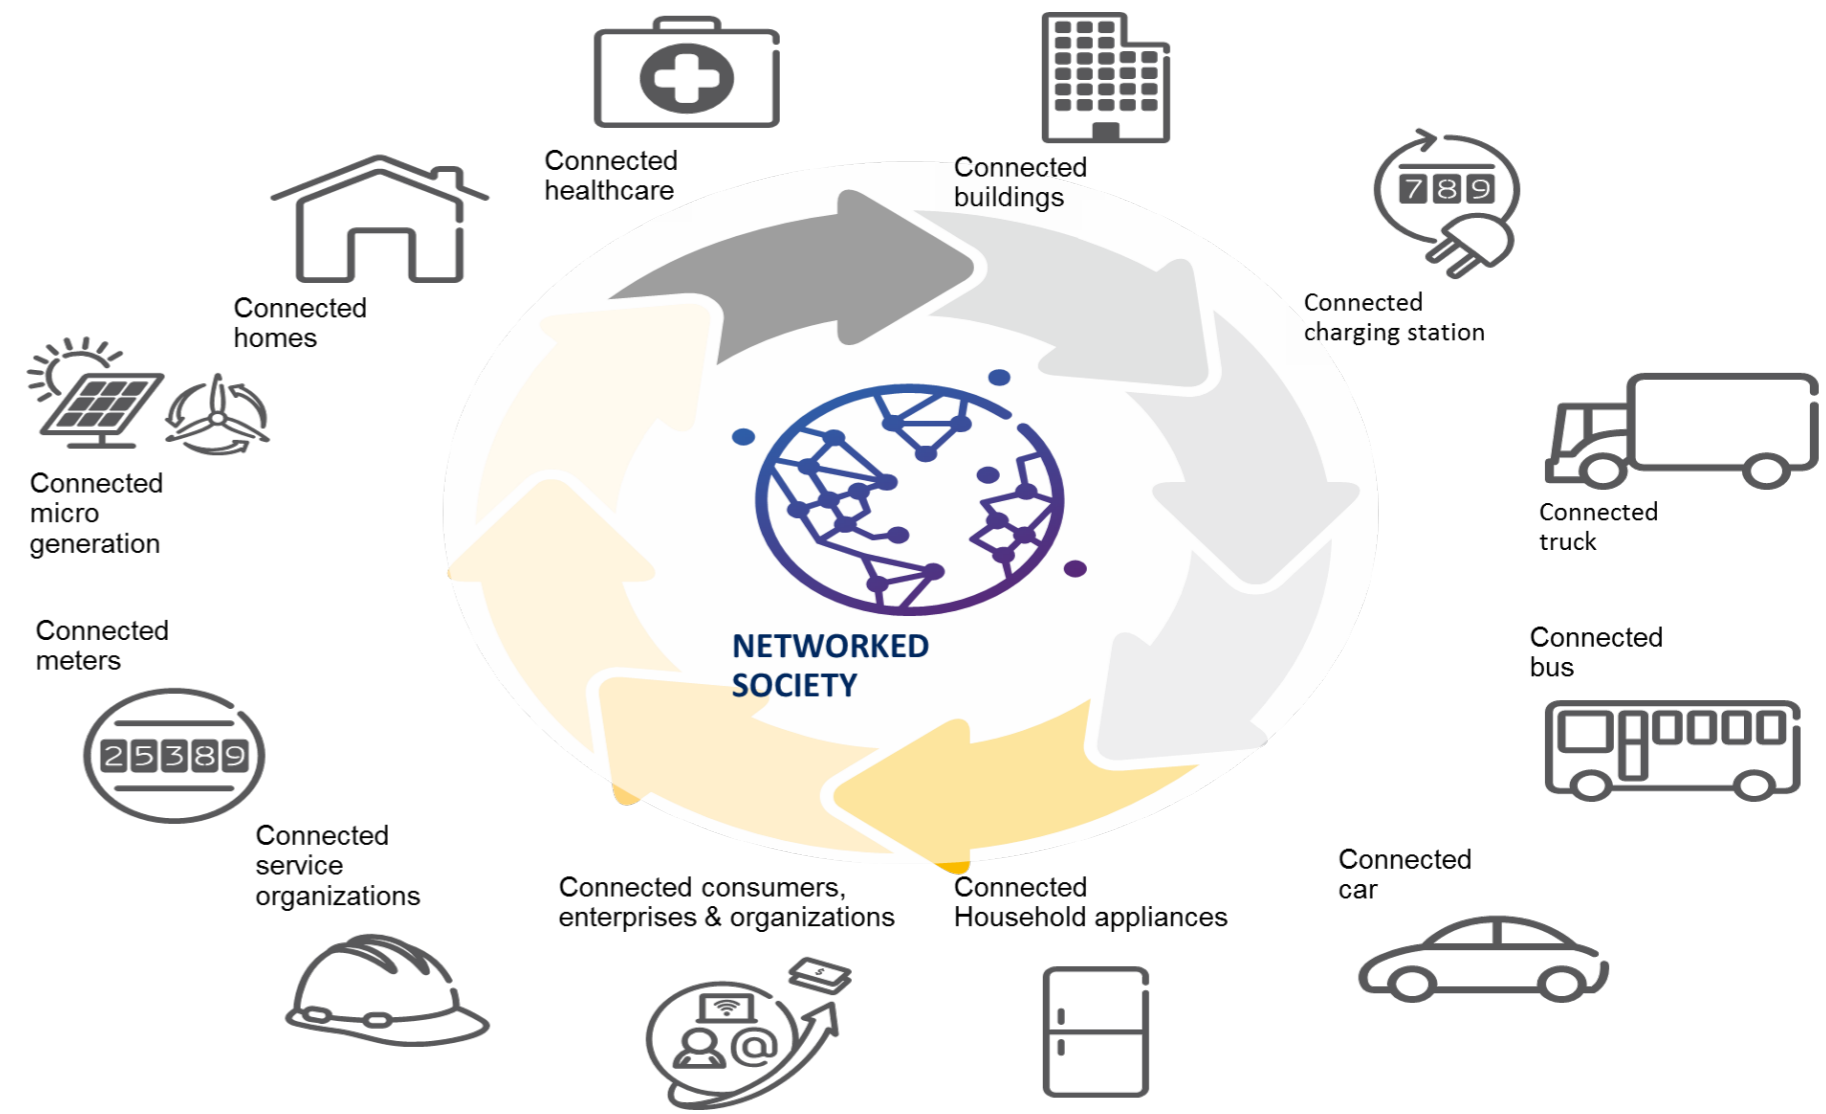 Connected
healthcare
Connected
buildings
789
Connected
charging station
Connected
homes
Connected
truck
Connected
micro
generation
Connected
bus
Connected
meters
25389
NETWORKED
SOCIETY
Connected
car
Connected
service
organizations
Connected consumers,
enterprises & organizations
Connected
Household appliances
$
@